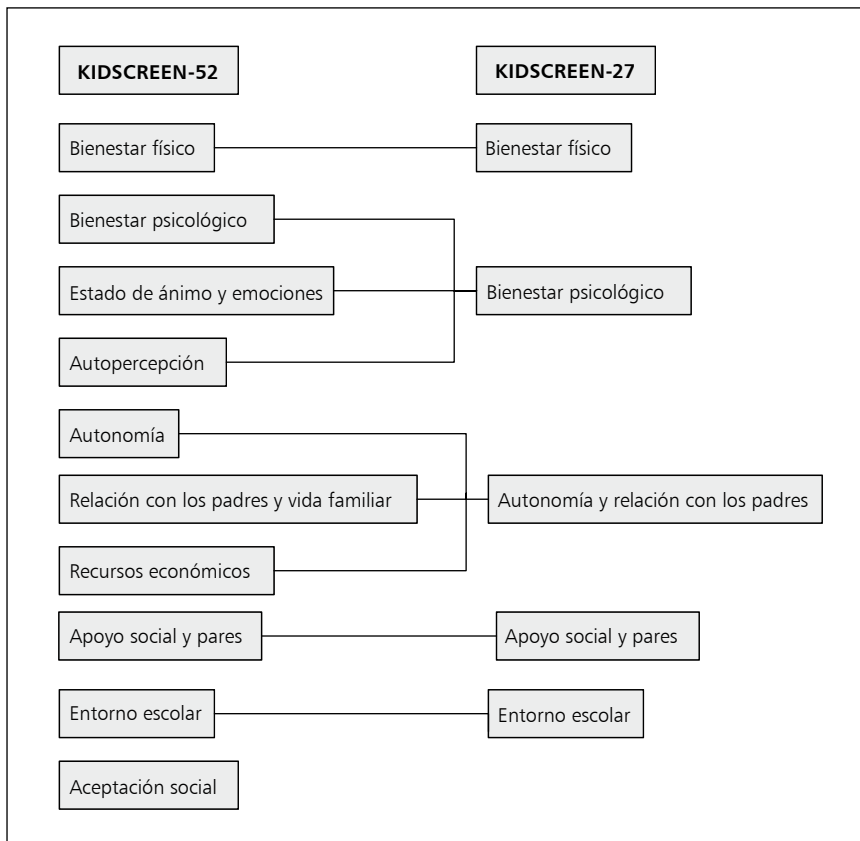 KIDSCREEN-52
KIDSCREEN-27
Bienestar físico
Bienestar físico
Bienestar psicológico
Estado de ánimo y emociones
Bienestar psicológico
Autopercepción
Autonomía
Relación con los padres y vida familiar
Autonomía y relación con los padres
Recursos económicos
Apoyo social y pares
Apoyo social y pares
Entorno escolar
Entorno escolar
Aceptación social